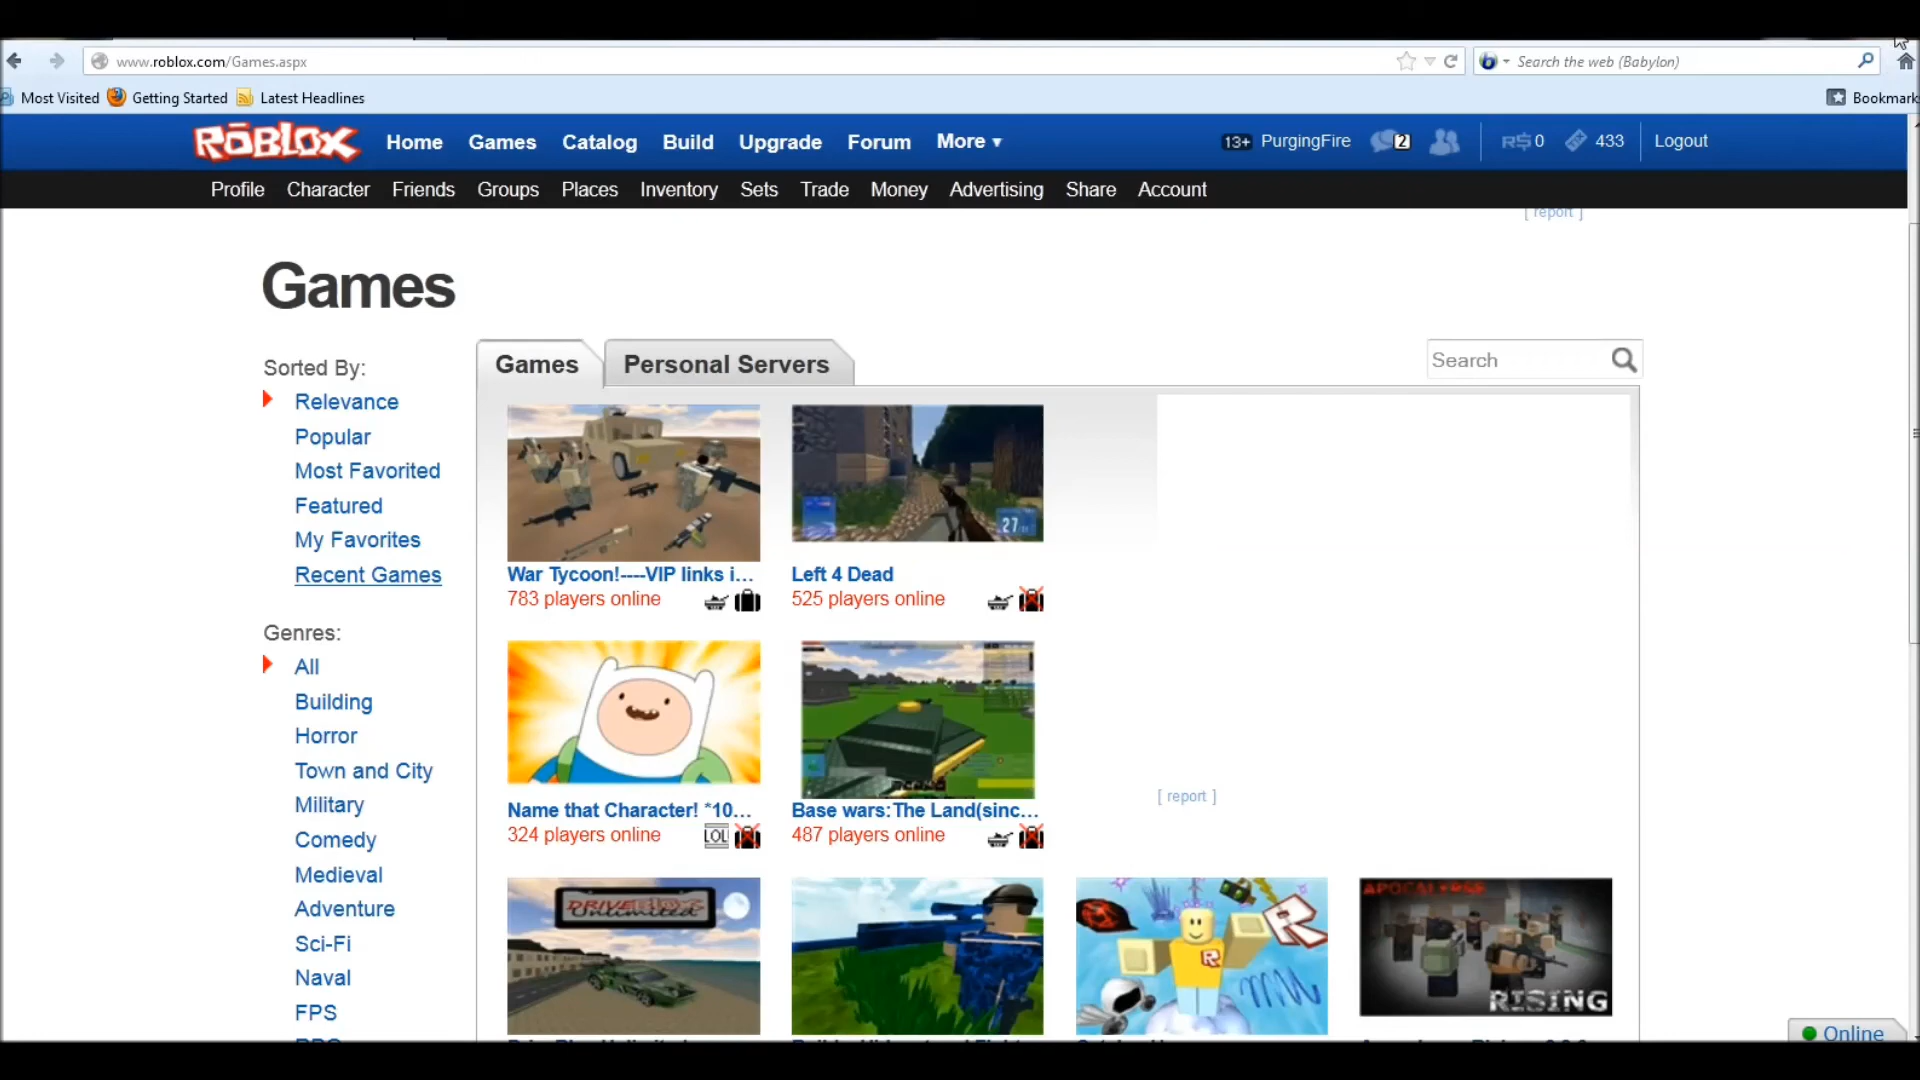 www.roblox.com/Games.aspx
Search the web (Babylon)
Most Visited Getting Started Latest Headlines
Bookmark
ROBLOX Home Games Catalog Build Upgrade Forum More
13+ PurgingFire 2 R$ 0 433 Logout
Profile Character Friends Groups Places Inventory Sets Trade Money Advertising Share Account
[ report ]
Games
Sorted By:
Relevance
Popular
Most Favorited
Featured
My Favorites
Recent Games
Genres:
All
Building
Horror
Town and City
Military
Comedy
Medieval
Adventure
Sci-Fi
Naval
FPS
Games Personal Servers
Search
27
War Tycoon!----VIP links i...
783 players online
Left 4 Dead
525 players online
Name that Character! *10...
324 players online
LOL
Base wars:The Land(sinc...
487 players online
[ report ]
Unlimited
R
R
APOCALYPSE
RISING
Online